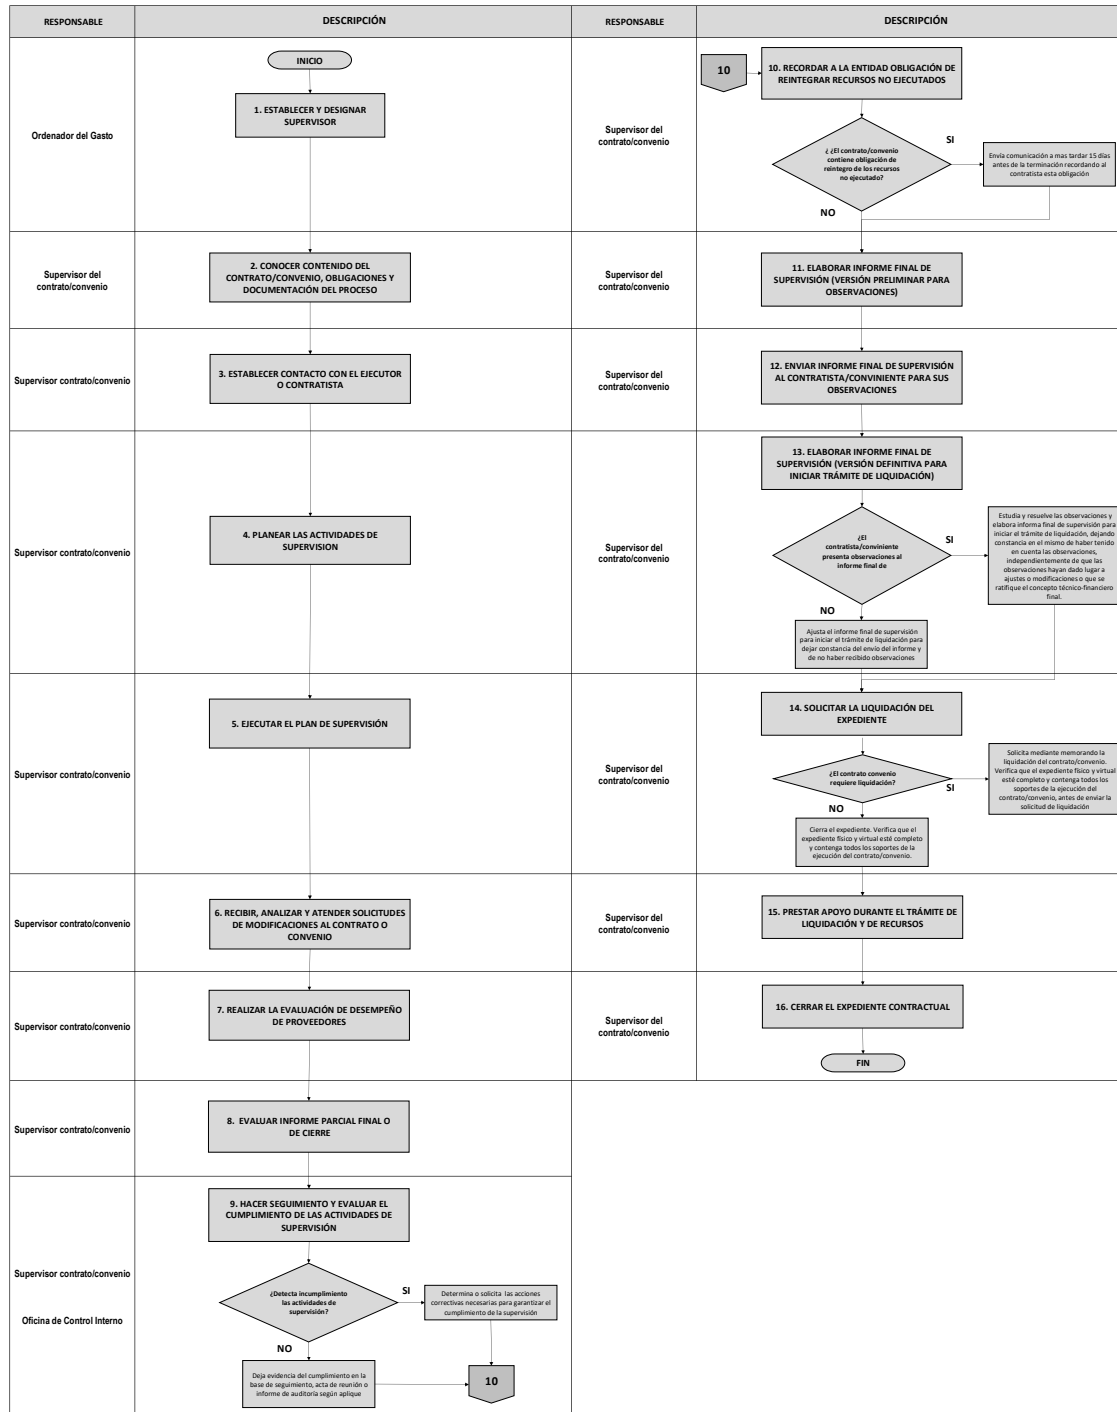 RESPONSABLE
DESCRIPCIÓN
INICIO
Ordenador del Gasto
1. ESTABLECER Y DESIGNAR
SUPERVISOR
Supervisor del
contrato/convenio
2. CONOCER CONTENIDO DEL
CONTRATO/CONVENIO, OBLIGACIONES Y
DOCUMENTACIÓN DEL PROCESO
Supervisor contrato/convenio
3. ESTABLECER CONTACTO CON EL EJECUTOR
O CONTRATISTA
Supervisor contrato/convenio
4. PLANEAR LAS ACTIVIDADES DE
SUPERVISION
Supervisor contrato/convenio
5. EJECUTAR EL PLAN DE SUPERVISIÓN
Supervisor contrato/convenio
6. RECIBIR, ANALIZAR Y ATENDER SOLICITUDES
DE MODIFICACIONES AL CONTRATO O
CONVENIO
Supervisor contrato/convenio
7. REALIZAR LA EVALUACIÓN DE DESEMPEÑO
DE PROVEEDORES
Supervisor contrato/convenio
8. EVALUAR INFORME PARCIAL FINAL O
DE CIERRE
Supervisor contrato/convenio
Oficina de Control Interno
9. HACER SEGUIMIENTO Y EVALUAR EL
CUMPLIMIENTO DE LAS ACTIVIDADES DE
SUPERVISIÓN
¿Detecta incumplimiento
las actividades de
supervisión?
SI
Determina o solicita las acciones
correctivas necesarias para garantizar el
cumplimiento de la supervisión
NO
Deja evidencia del cumplimiento en la
base de seguimiento, acta de reunión o
informe de auditoría según aplique
10
RESPONSABLE
DESCRIPCIÓN
Supervisor del
contrato/convenio
10
10. RECORDAR A LA ENTIDAD OBLIGACIÓN DE
REINTEGRAR RECURSOS NO EJECUTADOS
¿ ¿El contrato/convenio
contiene obligación de
reintegro de los recursos
no ejecutado?
SI
Envía comunicación a mas tardar 15 días
antes de la terminación recordando al
contratista esta obligación
NO
Supervisor del
contrato/convenio
11. ELABORAR INFORME FINAL DE
SUPERVISIÓN (VERSIÓN PRELIMINAR PARA
OBSERVACIONES)
Supervisor del
contrato/convenio
12. ENVIAR INFORME FINAL DE SUPERVISIÓN
AL CONTRATISTA/CONVINIENTE PARA SUS
OBSERVACIONES
Supervisor del
contrato/convenio
13. ELABORAR INFORME FINAL DE
SUPERVISIÓN (VERSIÓN DEFINITIVA PARA
INICIAR TRÁMITE DE LIQUIDACIÓN)
¿El
contratista/conviniente
presenta observaciones al
informe final de
SI
Estudia y resuelve las observaciones y
elabora informa final de supervisión para
iniciar el trámite de liquidación, dejando
constancia en el mismo de haber tenido
en cuenta las observaciones,
independientemente de que las
observaciones hayan dado lugar a
ajustes o modificaciones o que se
ratifique el concepto técnico-financiero
final.
NO
Ajusta el informe final de supervisión
para iniciar el trámite de liquidación para
dejar constancia del envío del informe y
de no haber recibido observaciones
Supervisor del
contrato/convenio
14. SOLICITAR LA LIQUIDACIÓN DEL
EXPEDIENTE
¿El contrato convenio
requiere liquidación?
SI
Solicita mediante memorando la
liquidación del contrato/convenio.
Verifica que el expediente físico y virtual
esté completo y contenga todos los
soportes de la ejecución del
contrato/convenio, antes de enviar la
solicitud de liquidación
NO
Cierra el expediente. Verifica que el
expediente físico y virtual esté completo
y contenga todos los soportes de la
ejecución del contrato/convenio.
Supervisor del
contrato/convenio
15. PRESTAR APOYO DURANTE EL TRÁMITE DE
LIQUIDACIÓN Y DE RECURSOS
Supervisor del
contrato/convenio
16. CERRAR EL EXPEDIENTE CONTRACTUAL
FIN